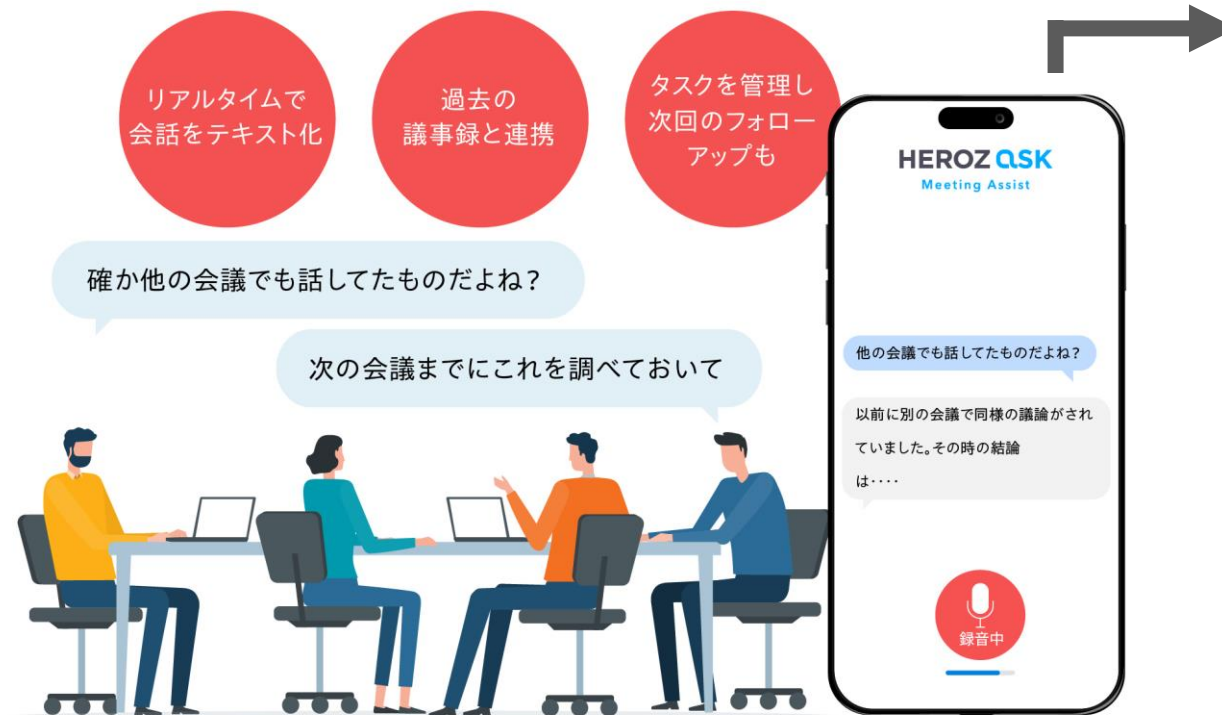 リアルタイムで
会話をテキスト化
過去の
議事録と連携
タスクを管理し
次回のフォロー
アップも
確か他の会議でも話してたものだよね？
次の会議までにこれを調べておいて
HEROZ ask
Meeting Assist
他の会議でも話してたものだよね？
以前に別の会議で同様の議論がされ
ていました。その時の結論
は・・・・
録音中